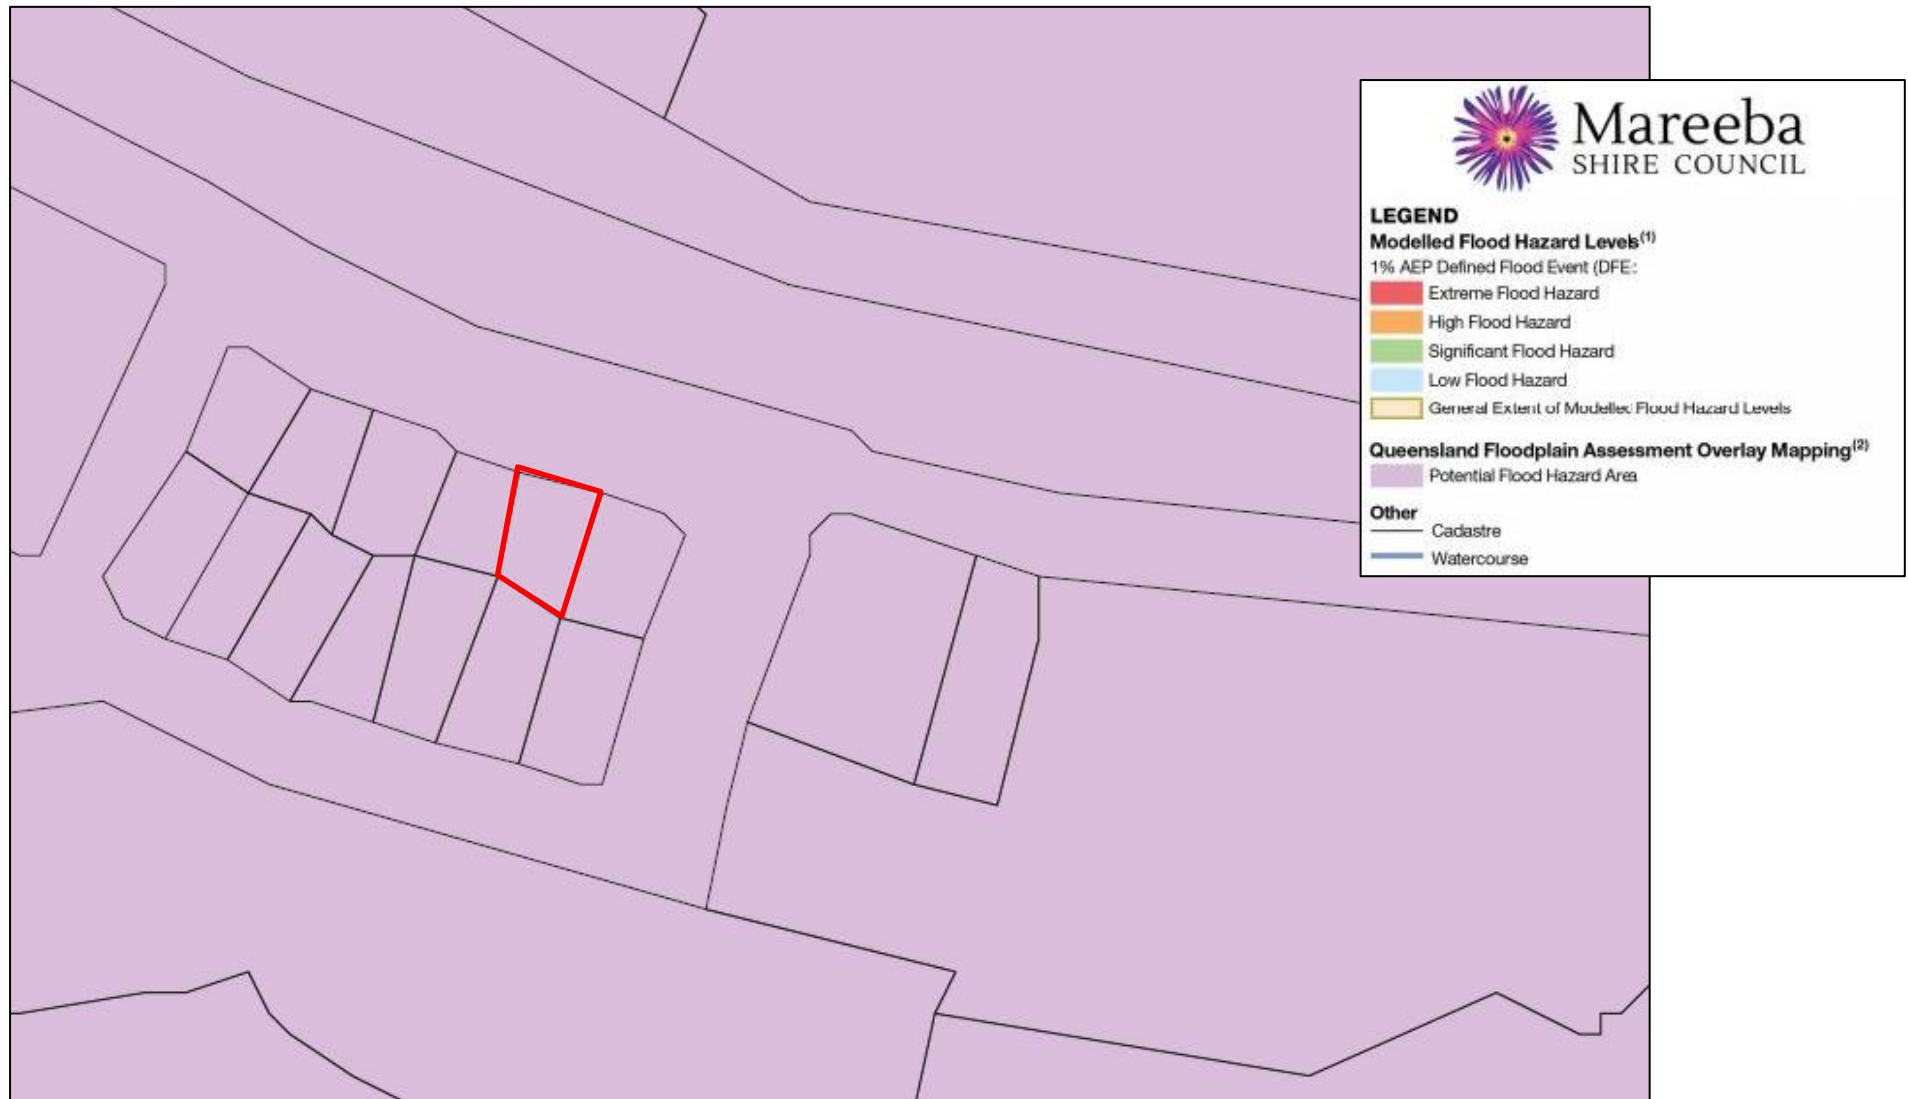 Mareeba
SHIRE COUNCIL
LEGEND
Modelled Flood Hazard Levels(1)
1% AEP Defined Flood Event (DFE:
Extreme Flood Hazard
High Flood Hazard
Significant Flood Hazard
Low Flood Hazard
General Extent of Modelled Flood Hazard Levels
Queensland Floodplain Assessment Overlay Mapping(2)
Potential Flood Hazard Area
Other
Cadastre
Watercourse